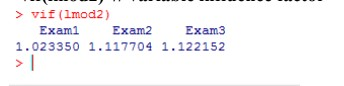 > vif(lmod2)
Exam1 Exam2 Exam3
1.023350 1.117704 1.122152
>